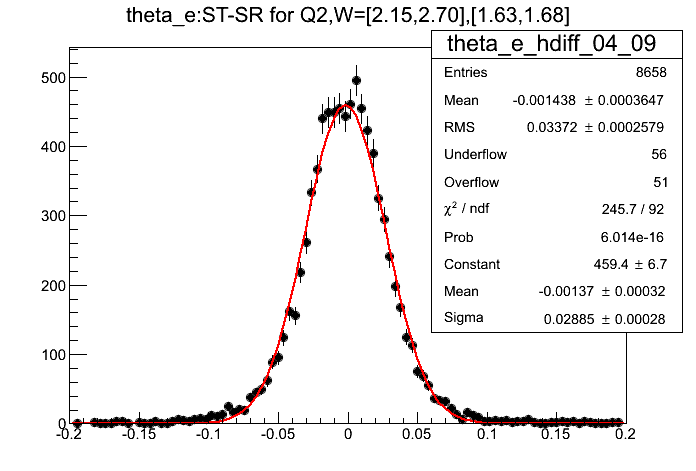 theta_e:ST-SR for Q2,W=[2.15,2.70],[1.63,1.68]
theta_e_hdiff_04_09
Entries 8658
Mean -0.001438 ± 0.0003647
RMS 0.03372 ± 0.0002579
Underflow 56
Overflow 51
χ² / ndf 245.7 / 92
Prob 6.014e-16
Constant 459.4 ± 6.7
Mean -0.00137 ± 0.00032
Sigma 0.02885 ± 0.00028
500
400
300
200
100
0
-0.2 -0.15 -0.1 -0.05 0 0.05 0.1 0.15 0.2